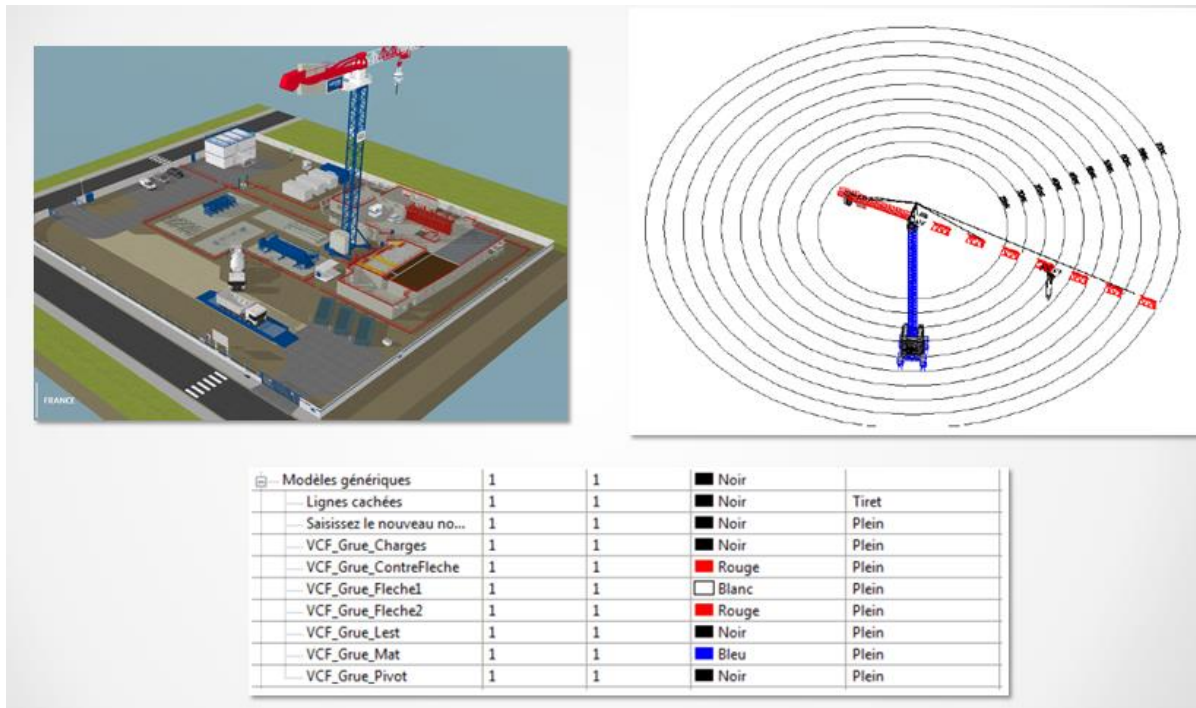 FRANCE
Modèles génériques 1 1 Noir
Lignes cachées 1 1 Noir Tiret
Saisissez le nouveau no... 1 1 Noir Plein
VCF_Grue_Charges 1 1 Noir Plein
VCF_Grue_ContreFleche 1 1 Rouge Plein
VCF_Grue_Fleche1 1 1 Blanc Plein
VCF_Grue_Fleche2 1 1 Rouge Plein
VCF_Grue_Lest 1 1 Noir Plein
VCF_Grue_Mat 1 1 Bleu Plein
VCF_Grue_Pivot 1 1 Noir Plein